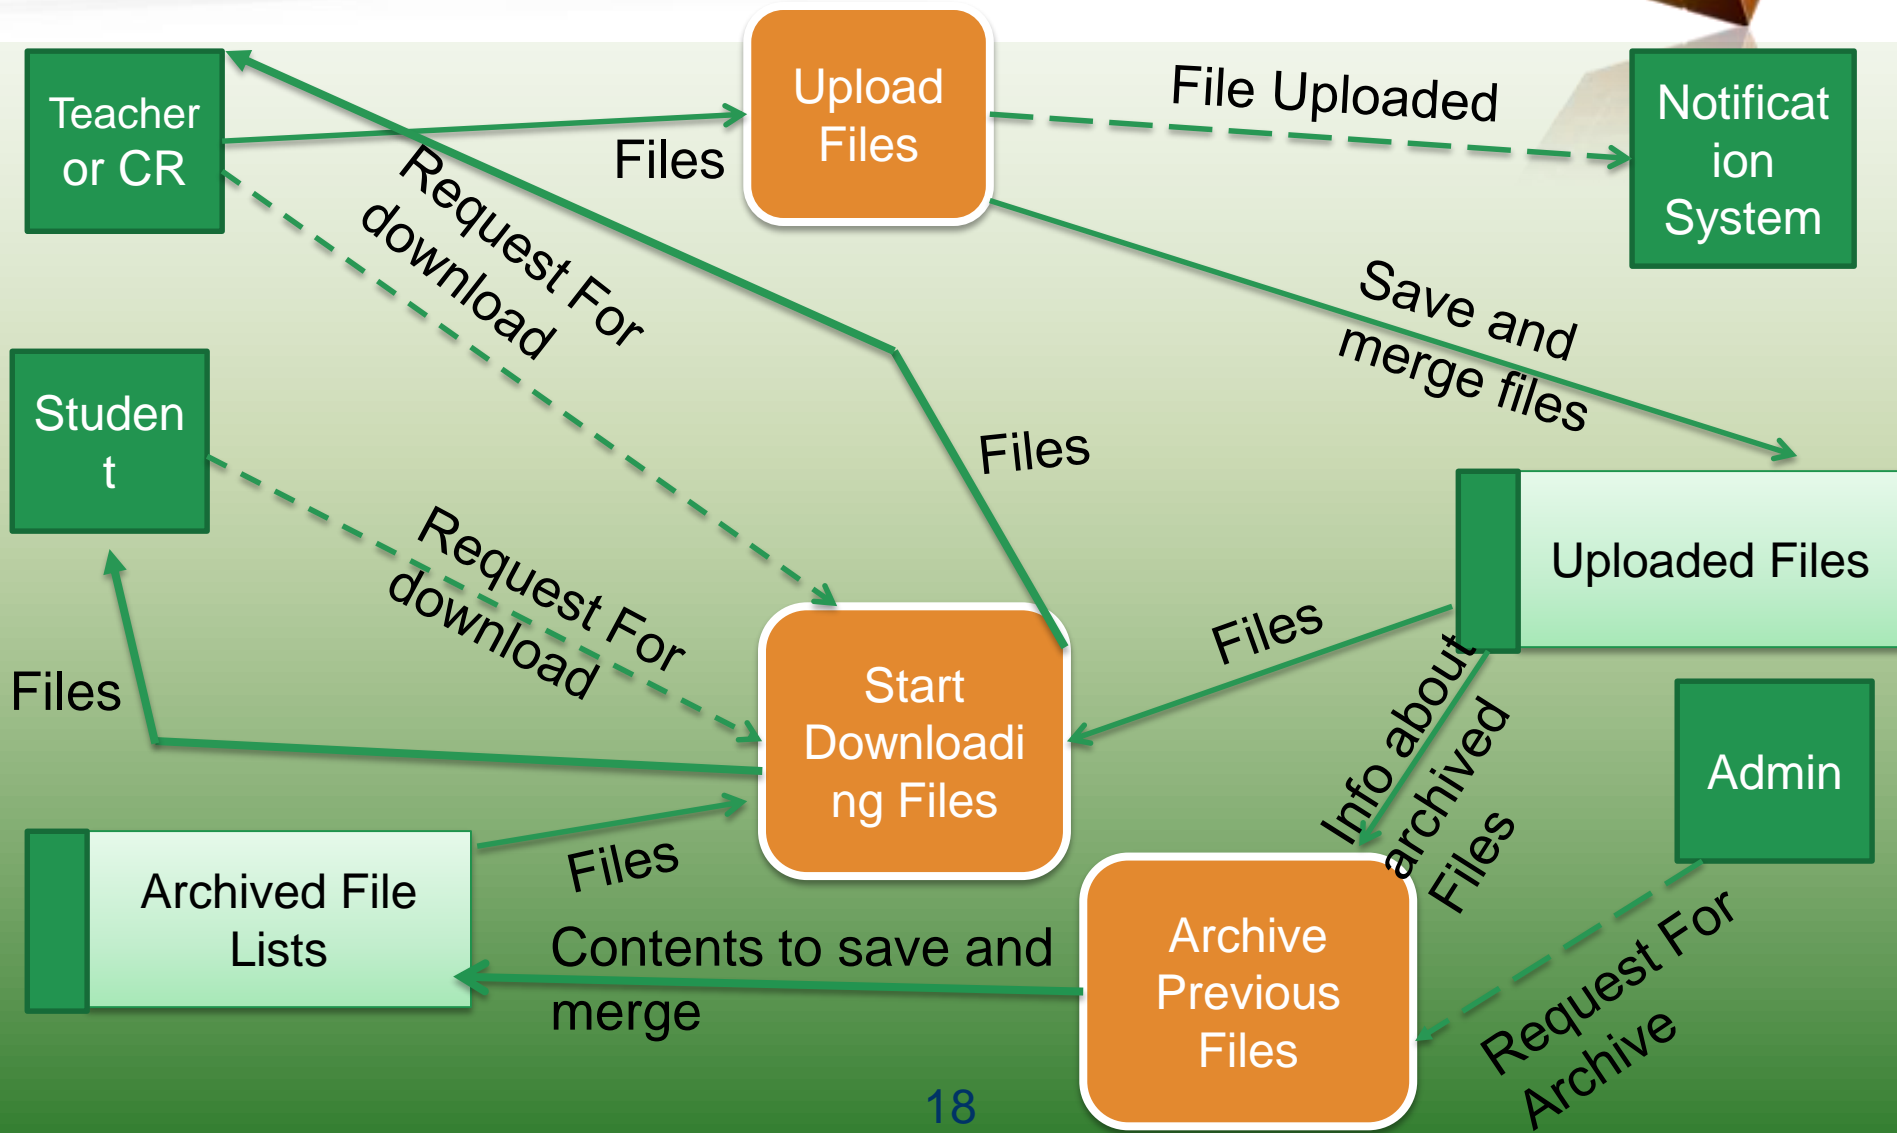 Teacher
or CR
Upload
Files
File Uploaded
Notificat
ion
System
Files
Request For
download
Save and
merge files
Studen
t
Files
Request For
download
Uploaded Files
Files
Files
Start
Downloadi
ng Files
Info about
archived
Files
Admin
Archived File
Lists
Files
Contents to save and
merge
Archive
Previous
Files
Request For
Archive
18